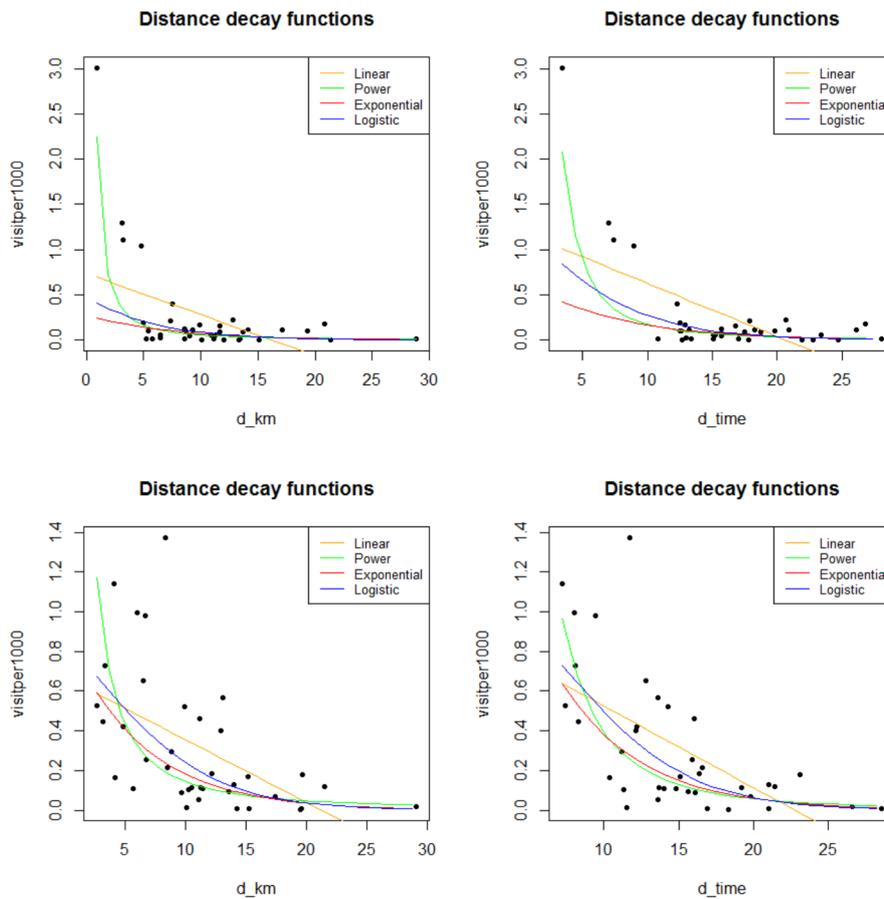 Distance decay functions
Linear
Power
Exponential
Logistic
visitper1000
0.0 0.5 1.0 1.5 2.0 2.5 3.0
0 5 10 15 20 25 30
d_km
Distance decay functions
Linear
Power
Exponentia
Logistic
visitper1000
0.0 0.5 1.0 1.5 2.0 2.5 3.0
5 10 15 20 25
d_time
Distance decay functions
Linear
Power
Exponential
Logistic
visitper1000
0.0 0.2 0.4 0.6 0.8 1.0 1.2 1.4
5 10 15 20 25 30
d_km
Distance decay functions
Linear
Power
Exponentia
Logistic
visitper1000
0.0 0.2 0.4 0.6 0.8 1.0 1.2 1.4
10 15 20 25
d_time